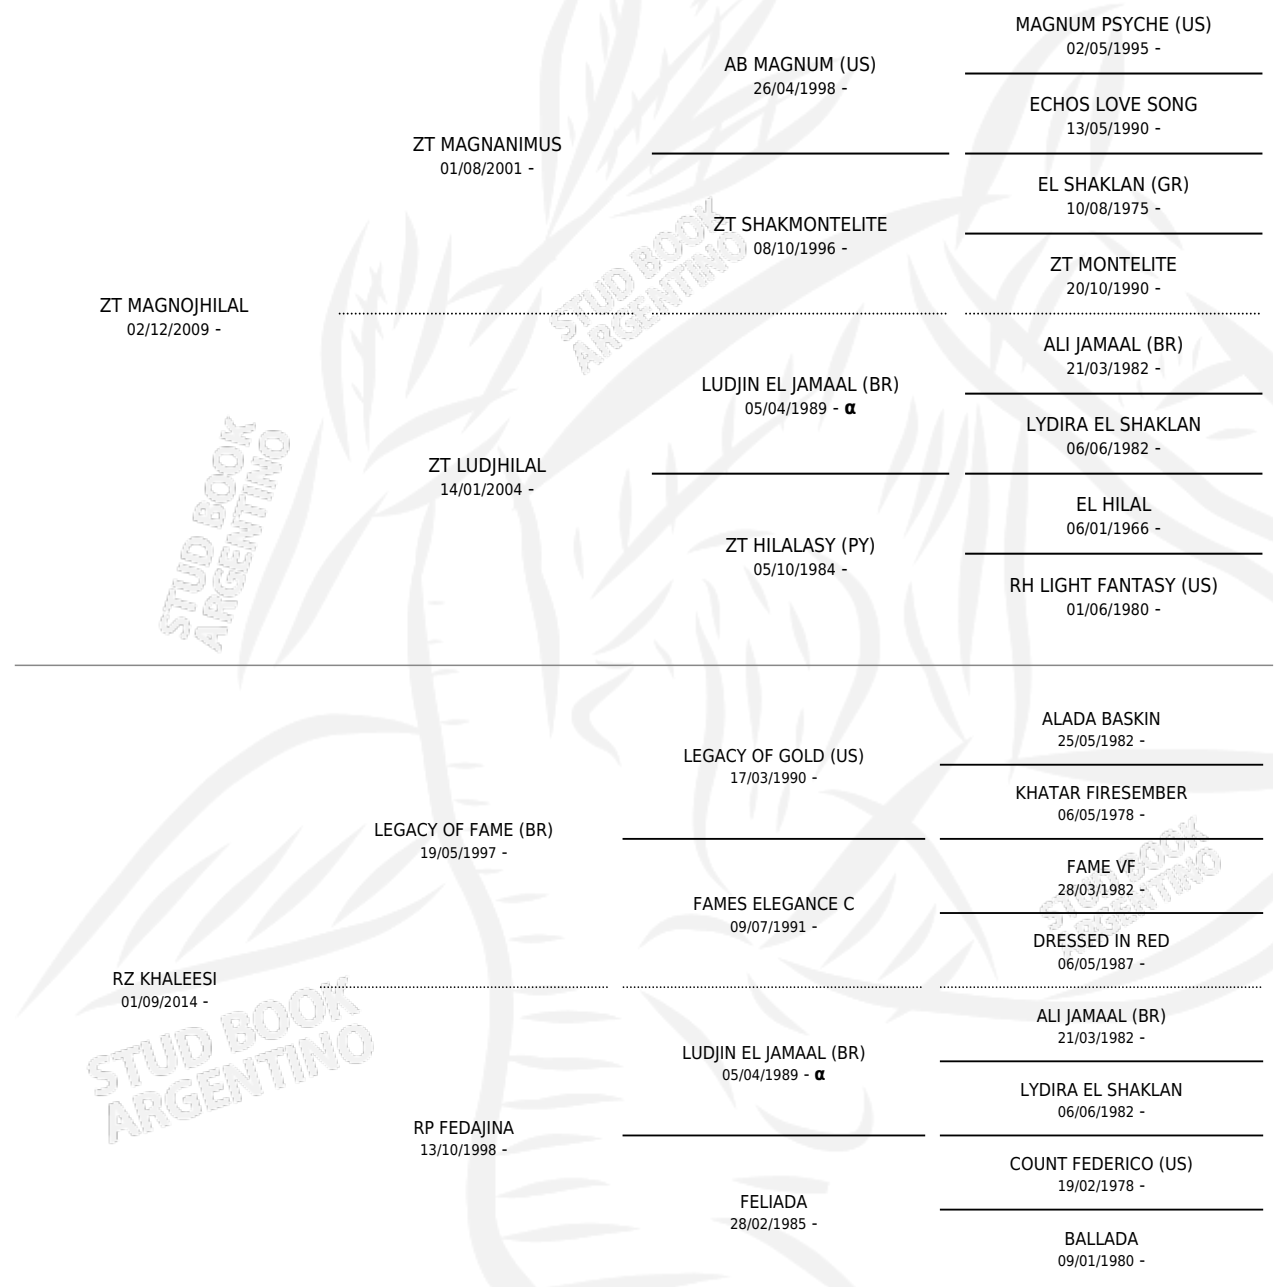 MAGNUM PSYCHE (US)
02/05/1995 -
AB MAGNUM (US)
26/04/1998 -
ECHOS LOVE SONG
13/05/1990 -
ZT MAGNANIMUS
01/08/2001 -
EL SHAKLAN (GR)
10/08/1975 -
ZT SHAKMONTELITE
08/10/1996 -
ZT MONTELITE
20/10/1990 -
ZT MAGNOJHILAL
02/12/2009 -
STUD BOOK
ARGENTINO
ALI JAMAAL (BR)
21/03/1982 -
LUDJIN EL JAMAAL (BR)
05/04/1989 - α
LYDIRA EL SHAKLAN
06/06/1982 -
ZT LUDJHILAL
14/01/2004 -
EL HILAL
06/01/1966 -
ZT HILALASY (PY)
05/10/1984 -
RH LIGHT FANTASY (US)
01/06/1980 -
STUD BOOK
ARGENTINO
ALADA BASKIN
25/05/1982 -
LEGACY OF GOLD (US)
17/03/1990 -
KHATAR FIRESEMBER
06/05/1978 -
LEGACY OF FAME (BR)
19/05/1997 -
FAME VF
28/03/1982 -
FAMES ELEGANCE C
09/07/1991 -
DRESSED IN RED
06/05/1987 -
STUD BOOK
ARGENTINO
RZ KHALEESI
01/09/2014 -
ALI JAMAAL (BR)
21/03/1982 -
LUDJIN EL JAMAAL (BR)
05/04/1989 - α
LYDIRA EL SHAKLAN
06/06/1982 -
RP FEDAJINA
13/10/1998 -
COUNT FEDERICO (US)
19/02/1978 -
FELIADA
28/02/1985 -
BALLADA
09/01/1980 -
STUD BOOK
ARGENTINO